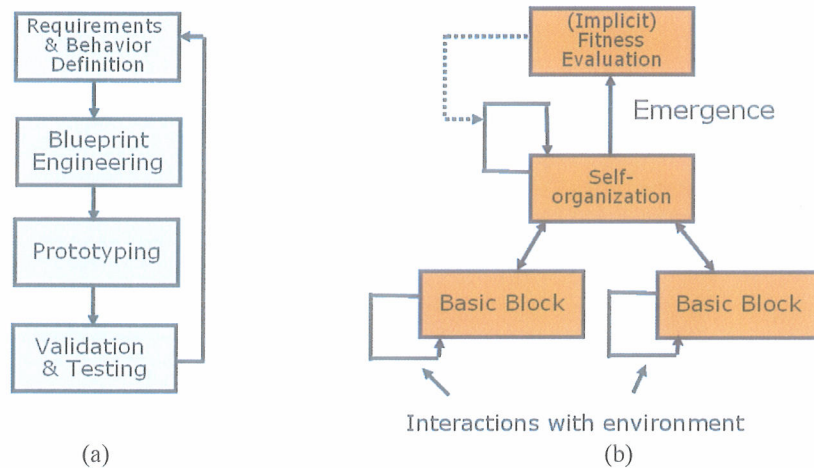 Requirements
& Behavior
Definition
Blueprint
Engineering
Prototyping
Validation
& Testing
(a)
(Implicit)
Fitness
Evaluation
Emergence
Self-
organization
Basic Block
Basic Block
Interactions with environment
(b)